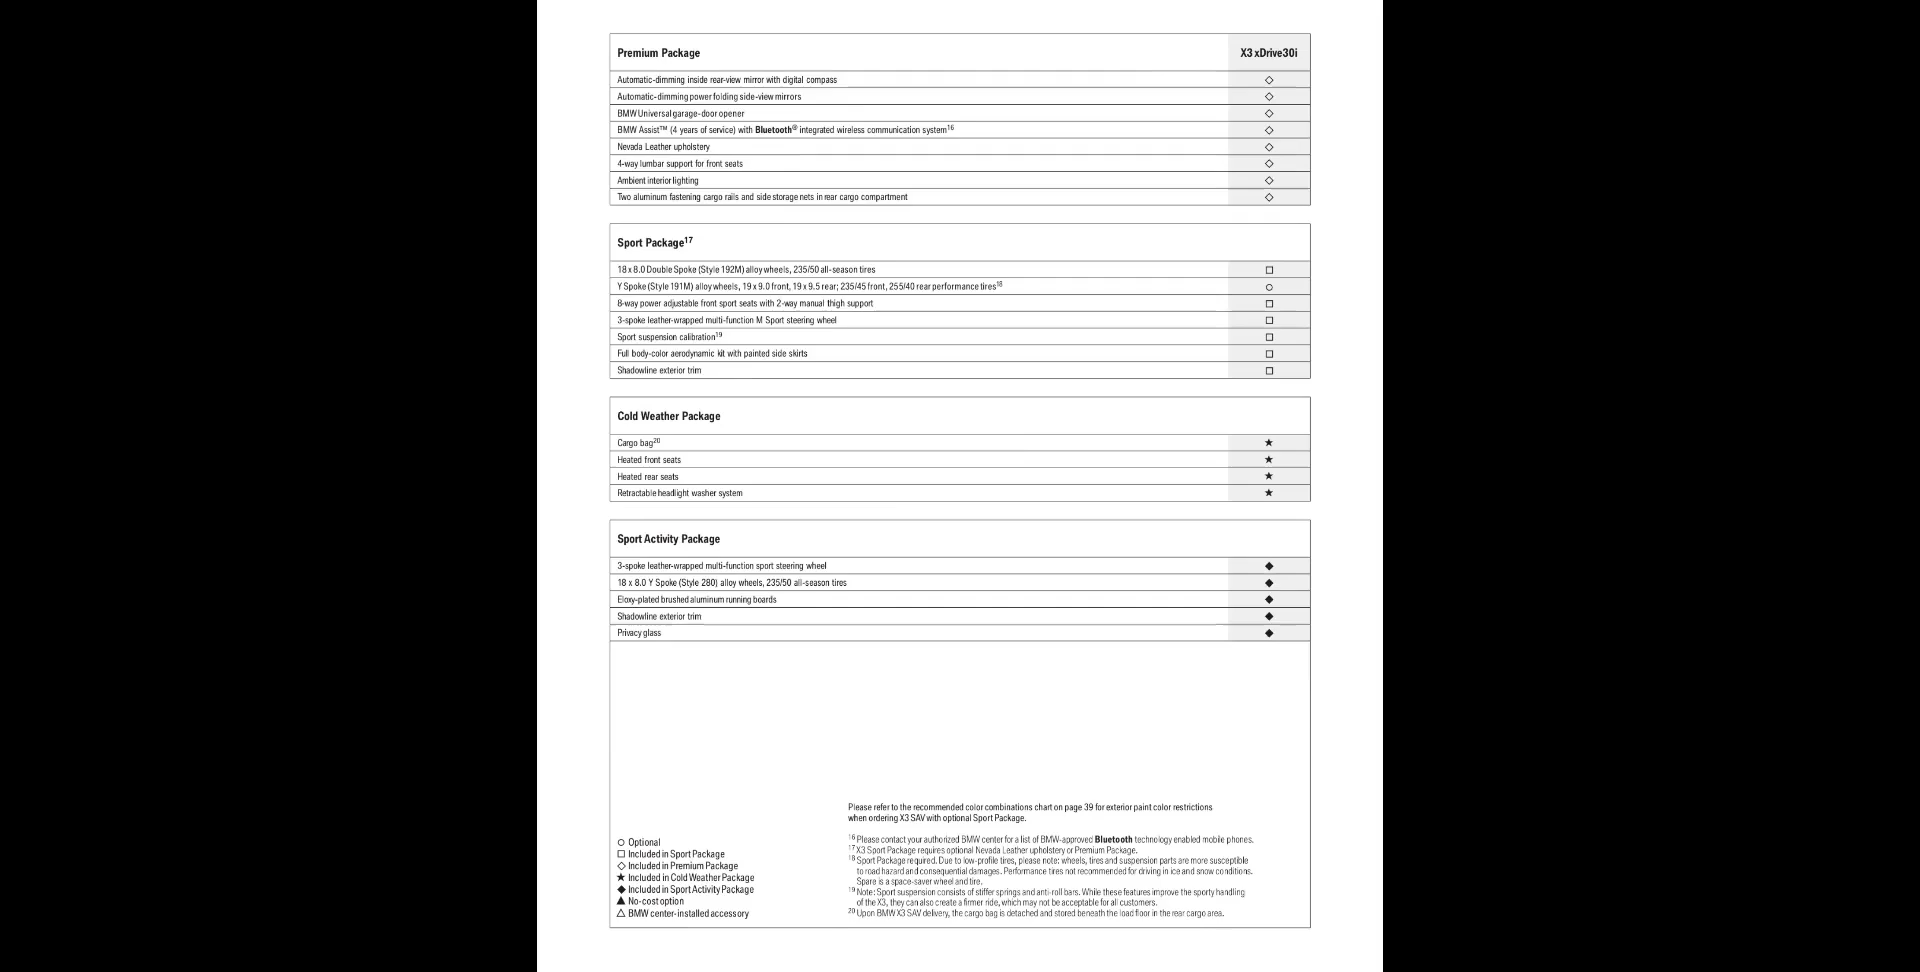 Premium Package X3 xDrive30i
Automatic-dimming inside rear-view mirror with digital compass ◇
Automatic-dimming power folding side-view mirrors ◇
BMW Universal garage-door opener ◇
BMW Assist™ (4 years of service) with Bluetooth® integrated wireless communication system16 ◇
Nevada Leather upholstery ◇
4-way lumbar support for front seats ◇
Ambient interior lighting ◇
Two aluminum fastening cargo rails and side storage nets in rear cargo compartment ◇
Sport Package17
18 x 8.0 Double Spoke (Style 192M) alloy wheels, 235/50 all-season tires □
Y Spoke (Style 191M) alloy wheels, 19 x 9.0 front, 19 x 9.5 rear; 235/45 front, 255/40 rear performance tires18 ○
8-way power adjustable front sport seats with 2-way manual thigh support □
3-spoke leather-wrapped multi-function M Sport steering wheel □
Sport suspension calibration19 □
Full body-color aerodynamic kit with painted side skirts □
Shadowline exterior trim □
Cold Weather Package
Cargo bag20 ★
Heated front seats ★
Heated rear seats ★
Retractable headlight washer system ★
Sport Activity Package
3-spoke leather-wrapped multi-function sport steering wheel ◆
18 x 8.0 Y Spoke (Style 280) alloy wheels, 235/50 all-season tires ◆
Eloxy-plated brushed aluminum running boards ◆
Shadowline exterior trim ◆
Privacy glass ◆
○ Optional
□ Included in Sport Package
◇ Included in Premium Package
★ Included in Cold Weather Package
◆ Included in Sport Activity Package
▲ No-cost option
△ BMW center-installed accessory
Please refer to the recommended color combinations chart on page 39 for exterior paint color restrictions
when ordering X3 SAV with optional Sport Package.
16 Please contact your authorized BMW center for a list of BMW-approved Bluetooth technology enabled mobile phones.
17 X3 Sport Package requires optional Nevada Leather upholstery or Premium Package.
18 Sport Package required. Due to low-profile tires, please note: wheels, tires and suspension parts are more susceptible
to road hazard and consequential damages. Performance tires not recommended for driving in ice and snow conditions.
Spare is a space-saver wheel and tire.
19 Note: Sport suspension consists of stiffer springs and anti-roll bars. While these features improve the sporty handling
of the X3, they can also create a firmer ride, which may not be acceptable for all customers.
20 Upon BMW X3 SAV delivery, the cargo bag is detached and stored beneath the load floor in the rear cargo area.